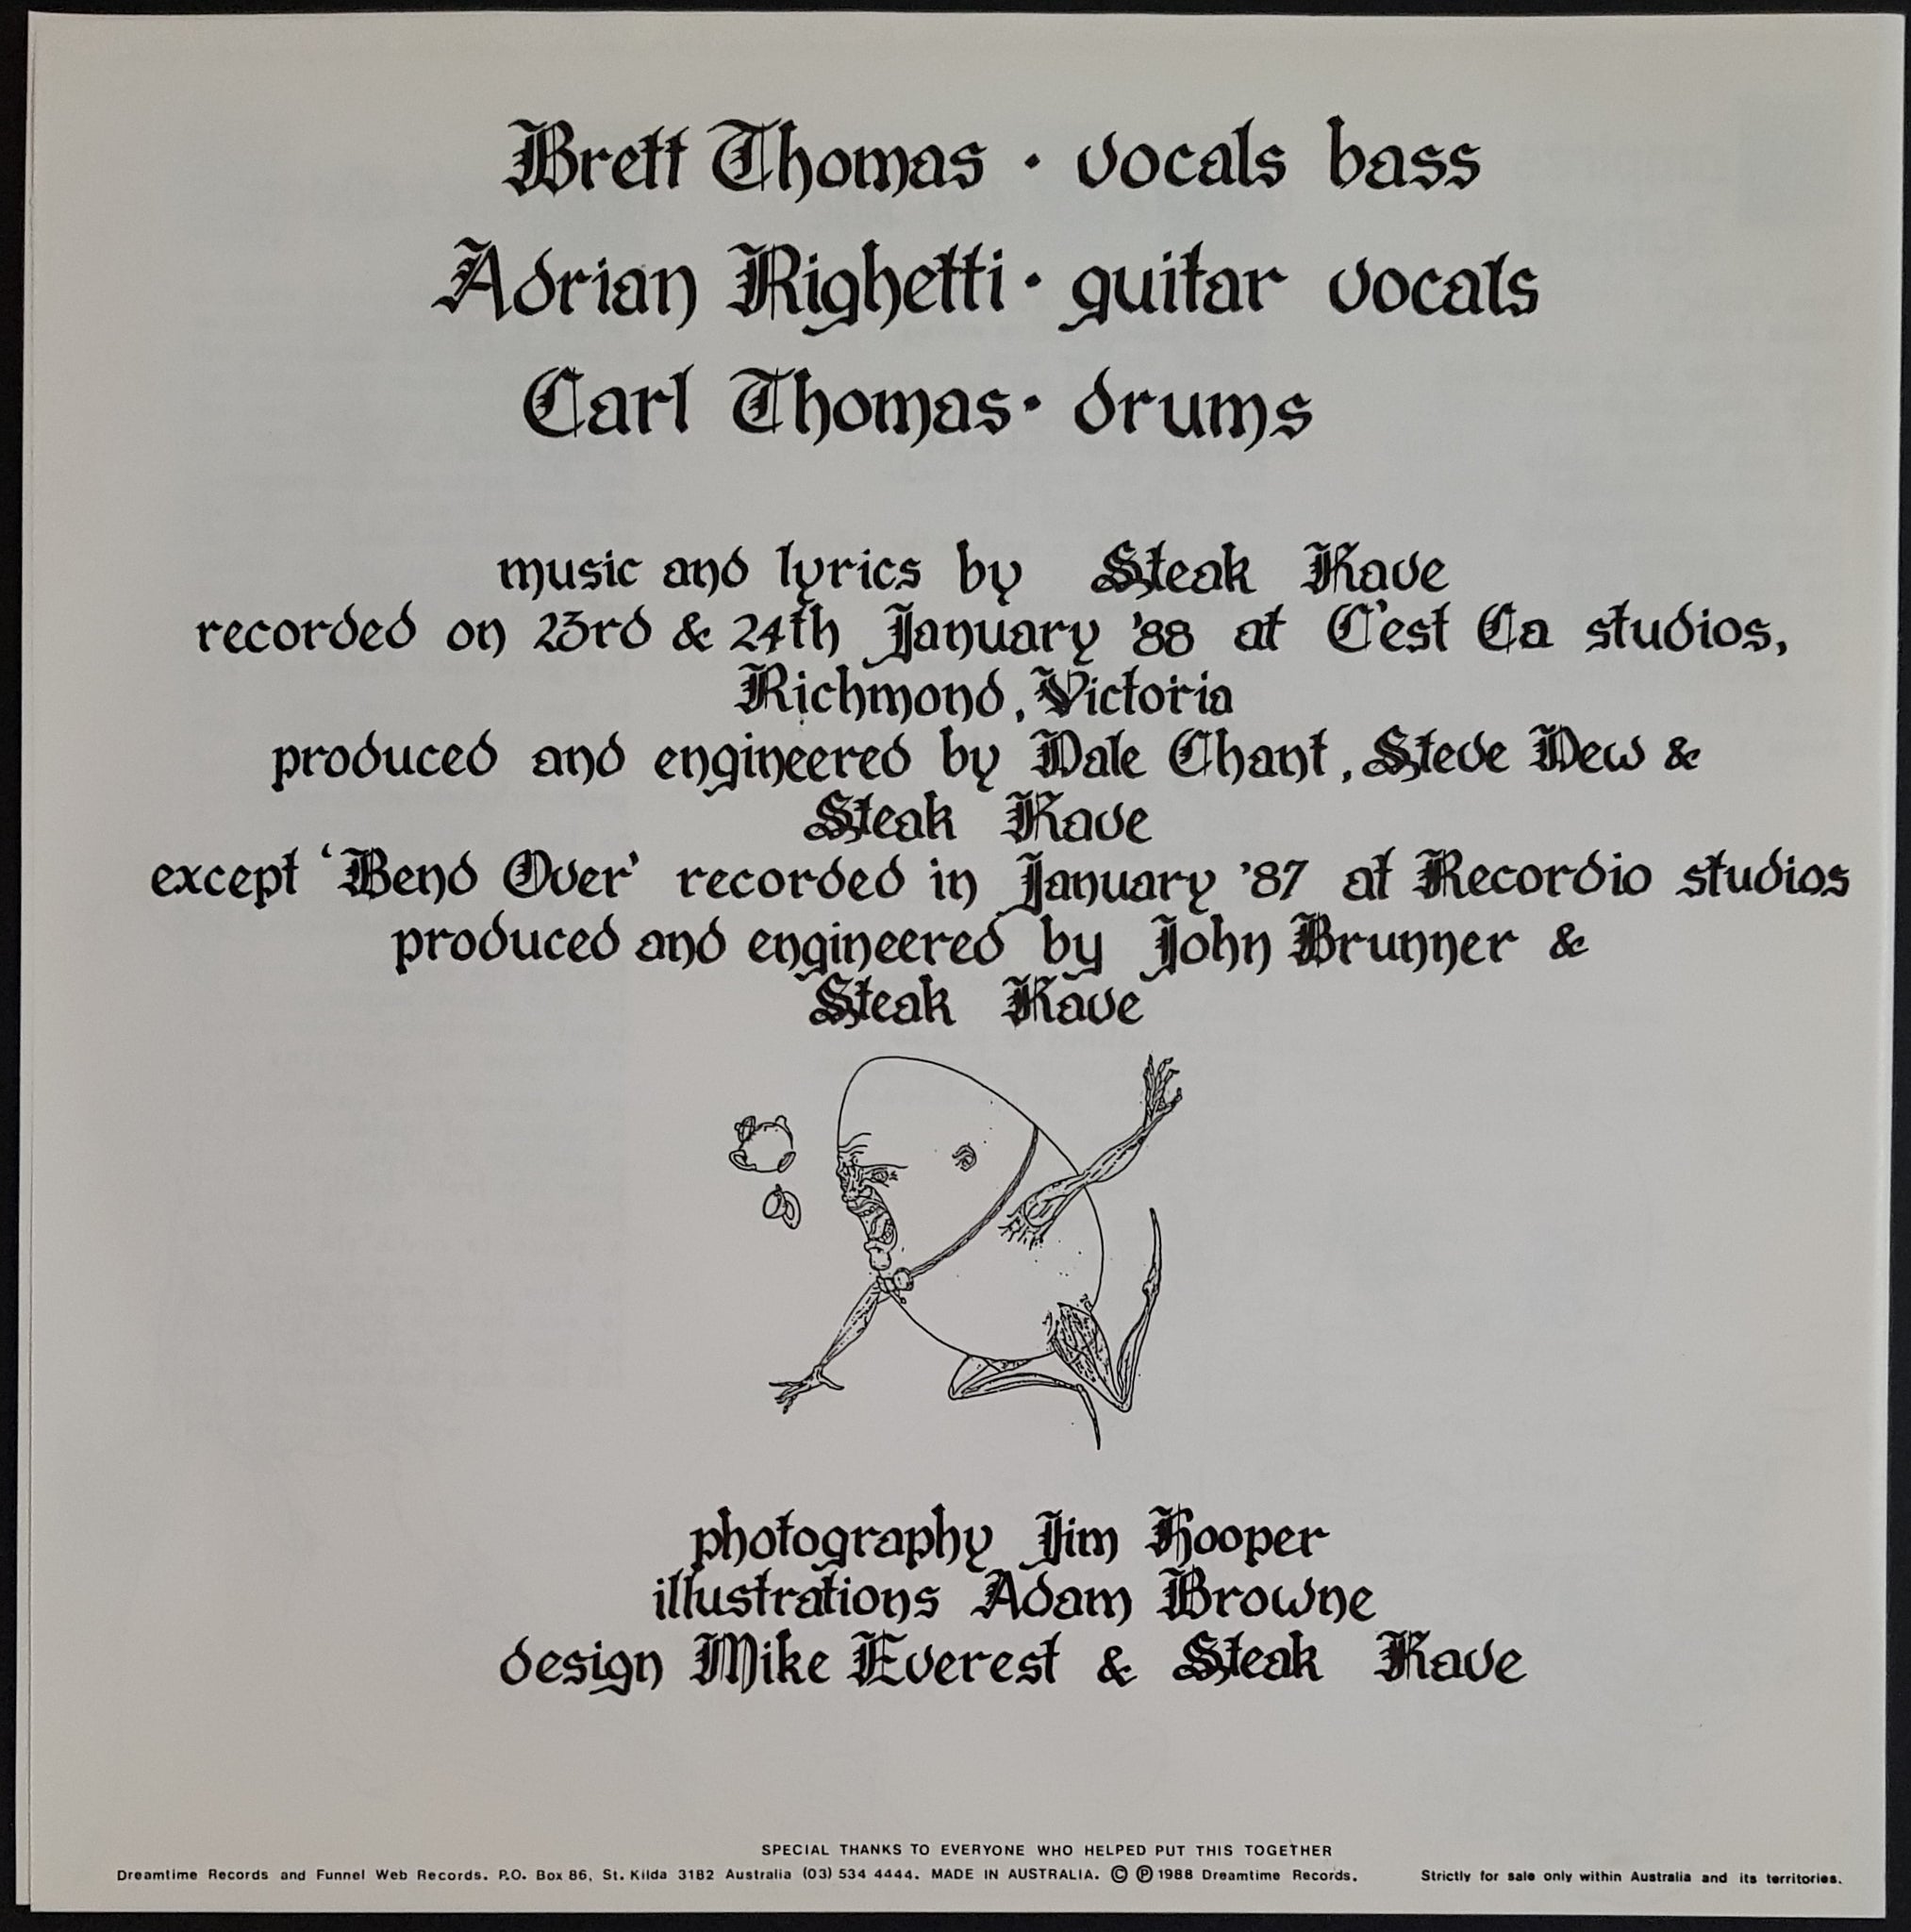 Brett Thomas · vocals bass
Adrian Righetti · guitar vocals
Carl Thomas · drums
music and lyrics by Steak Kave
recorded on 23rd & 24th January '88 at C'est Ca studios,
Richmond, Victoria
produced and engineered by Dale Chant, Steve Dew &
Steak Kave
except 'Bend Over' recorded in January '87 at Recordio studios
produced and engineered by John Brunner &
Steak Kave
photography Jim Hooper
illustrations Adam Browne
design Mike Everest & Steak Kave
SPECIAL THANKS TO EVERYONE WHO HELPED PUT THIS TOGETHER
Dreamtime Records and Funnel Web Records. P.O. Box 86, St. Kilda 3182 Australia (03) 534 4444. MADE IN AUSTRALIA. © ℗ 1988 Dreamtime Records. Strictly for sale only within Australia and its territories.